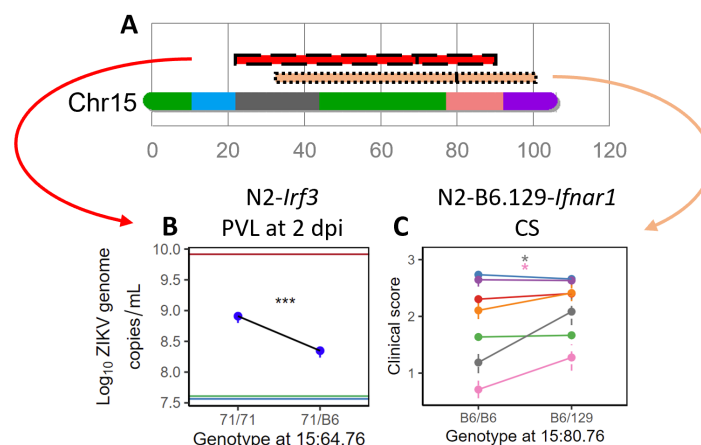 A
Chr15
0 20 40 60 80 100 120
N2-Irf3
N2-B6.129-Ifnar1
B
PVL at 2 dpi
C
CS
Log10 ZIKV genome
copies/mL
10.0
9.5
9.0
8.5
8.0
7.5
***
71/71 71/B6
Genotype at 15:64.76
Clinical score
3
2
1
*
*
B6/B6 B6/129
Genotype at 15:80.76